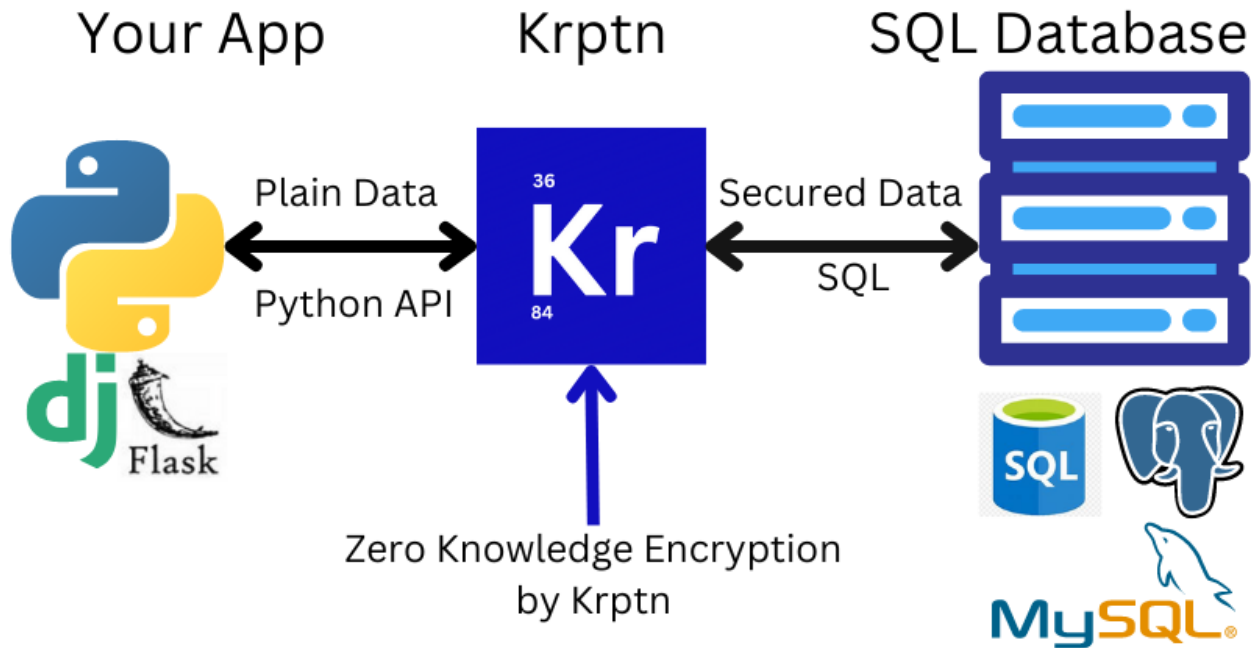 Your App
Krptn
SQL Database
Plain Data
Python API
36
Kr
84
Secured Data
SQL
dj
Flask
SQL
MySQL®
Zero Knowledge Encryption
by Krptn